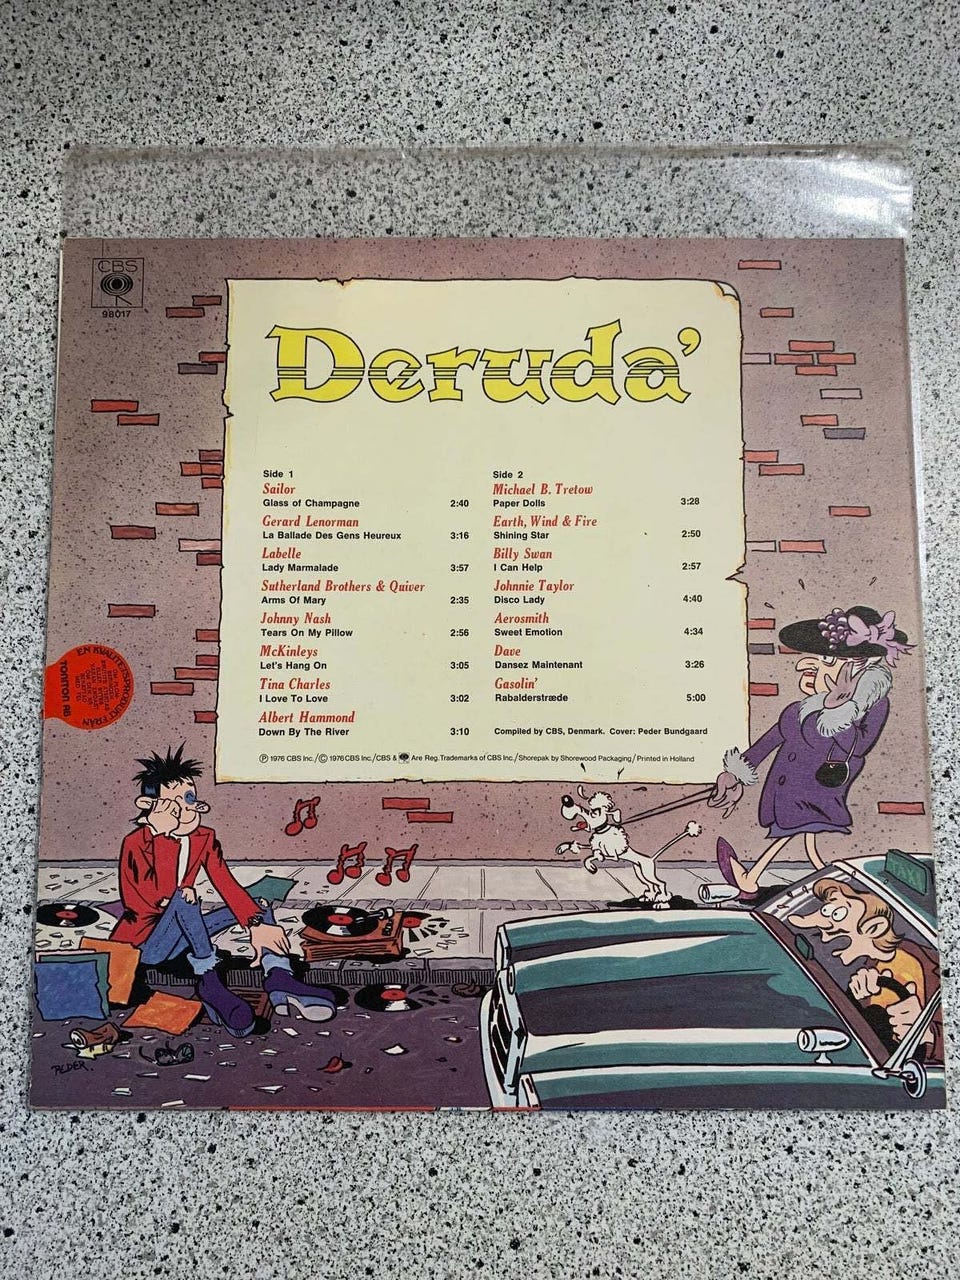 CBS
98017
Deruda'
Side 1
Sailor
Glass of Champagne 2:40
Gerard Lenorman
La Ballade Des Gens Heureux 3:16
Labelle
Lady Marmalade 3:57
Sutherland Brothers & Quiver
Arms Of Mary 2:35
Johnny Nash
Tears On My Pillow 2:56
McKinleys
Let's Hang On 3:05
Tina Charles
I Love To Love 3:02
Albert Hammond
Down By The River 3:10
Side 2
Michael B. Tretow
Paper Dolls 3:28
Earth, Wind & Fire
Shining Star 2:50
Billy Swan
I Can Help 2:57
Johnnie Taylor
Disco Lady 4:40
Aerosmith
Sweet Emotion 4:34
Dave
Dansez Maintenant 3:26
Gasolin'
Rabalderstræde 5:00
Compiled by CBS, Denmark. Cover: Peder Bundgaard
Ⓟ 1976 CBS Inc./Ⓒ 1976 CBS Inc./CBS & Are Reg. Trademarks of CBS Inc./Shorepak by Shorewood Packaging/Printed in Holland
EN KVALITETSPRODUKT FRÅN
TONITRON AB
TAXA
PEDER.